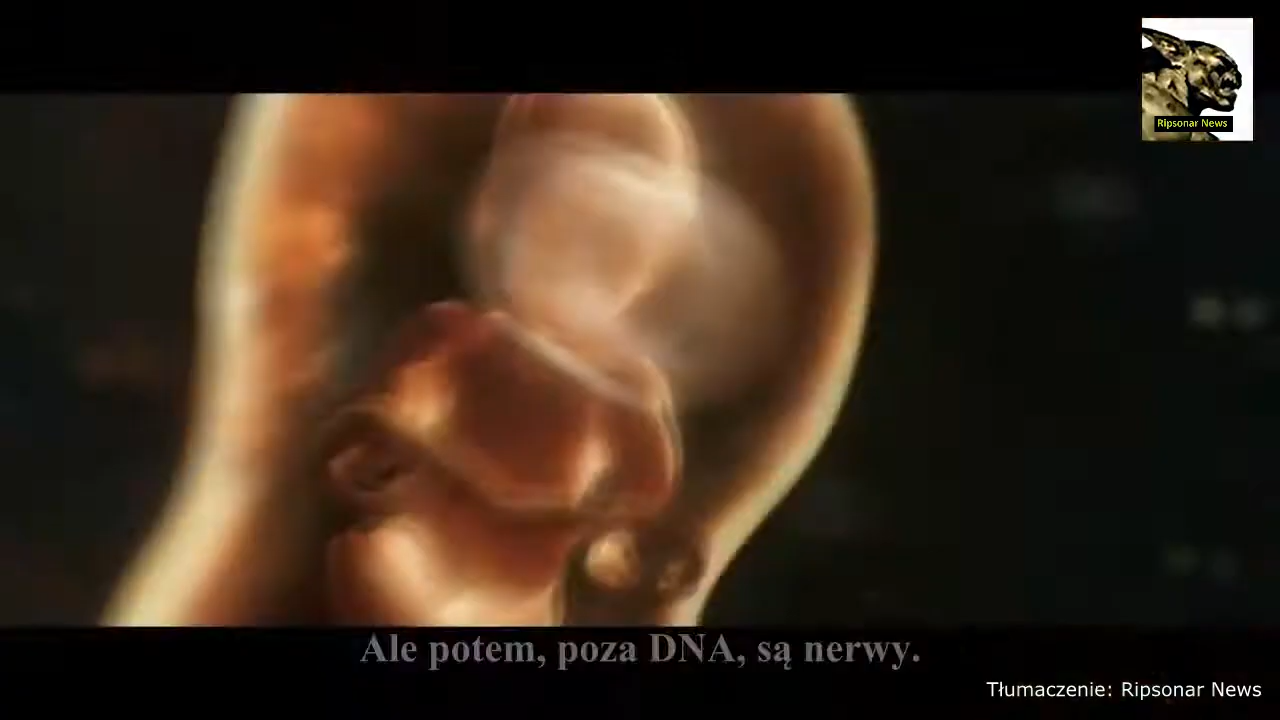 Ripsonar News
Ale potem, poza DNA, są nerwy.
Tłumaczenie: Ripsonar News